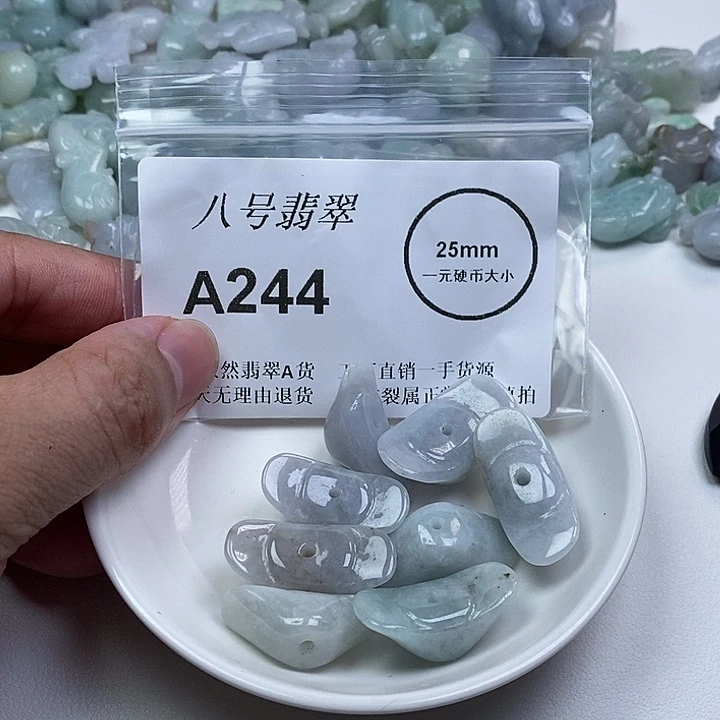 八号翡翠
25mm
一元硬币大小
A244
然翡翠A货 直销一手货源
天无理由退货 裂属正 拍